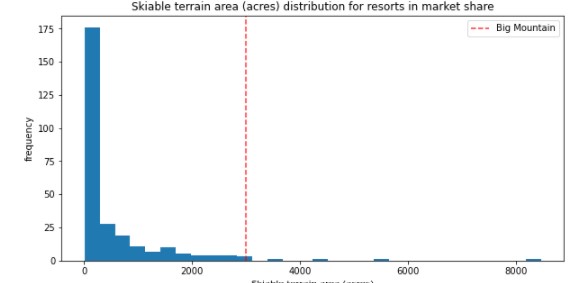 Skiable terrain area (acres) distribution for resorts in market share
175
150
125
100
75
50
25
0
frequency
Big Mountain
0 2000 4000 6000 8000